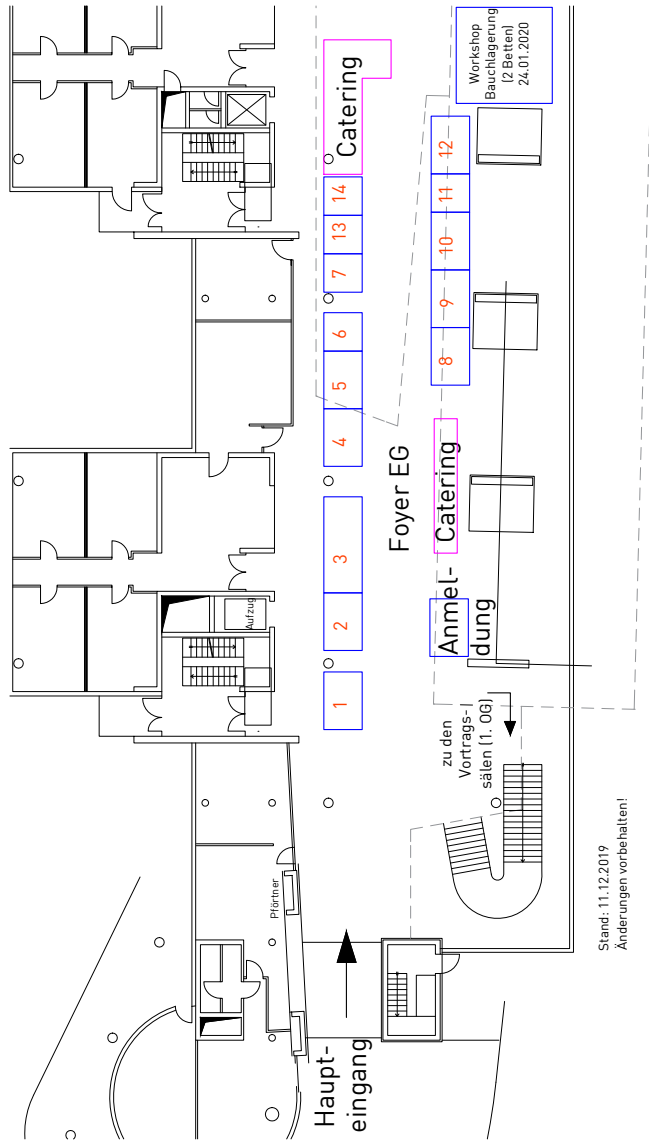 Workshop
Bauchlagerung
(2 Betten)
24.01.2020
Catering
14
13
7
6
5
4
3
2
1
12
11
10
9
8
Foyer EG
Catering
Anmel-
dung
Aufzug
zu den
Vortrags-
sälen (1. OG)
Pförtner
Haupt-
eingang
Stand: 11.12.2019
Änderungen vorbehalten!